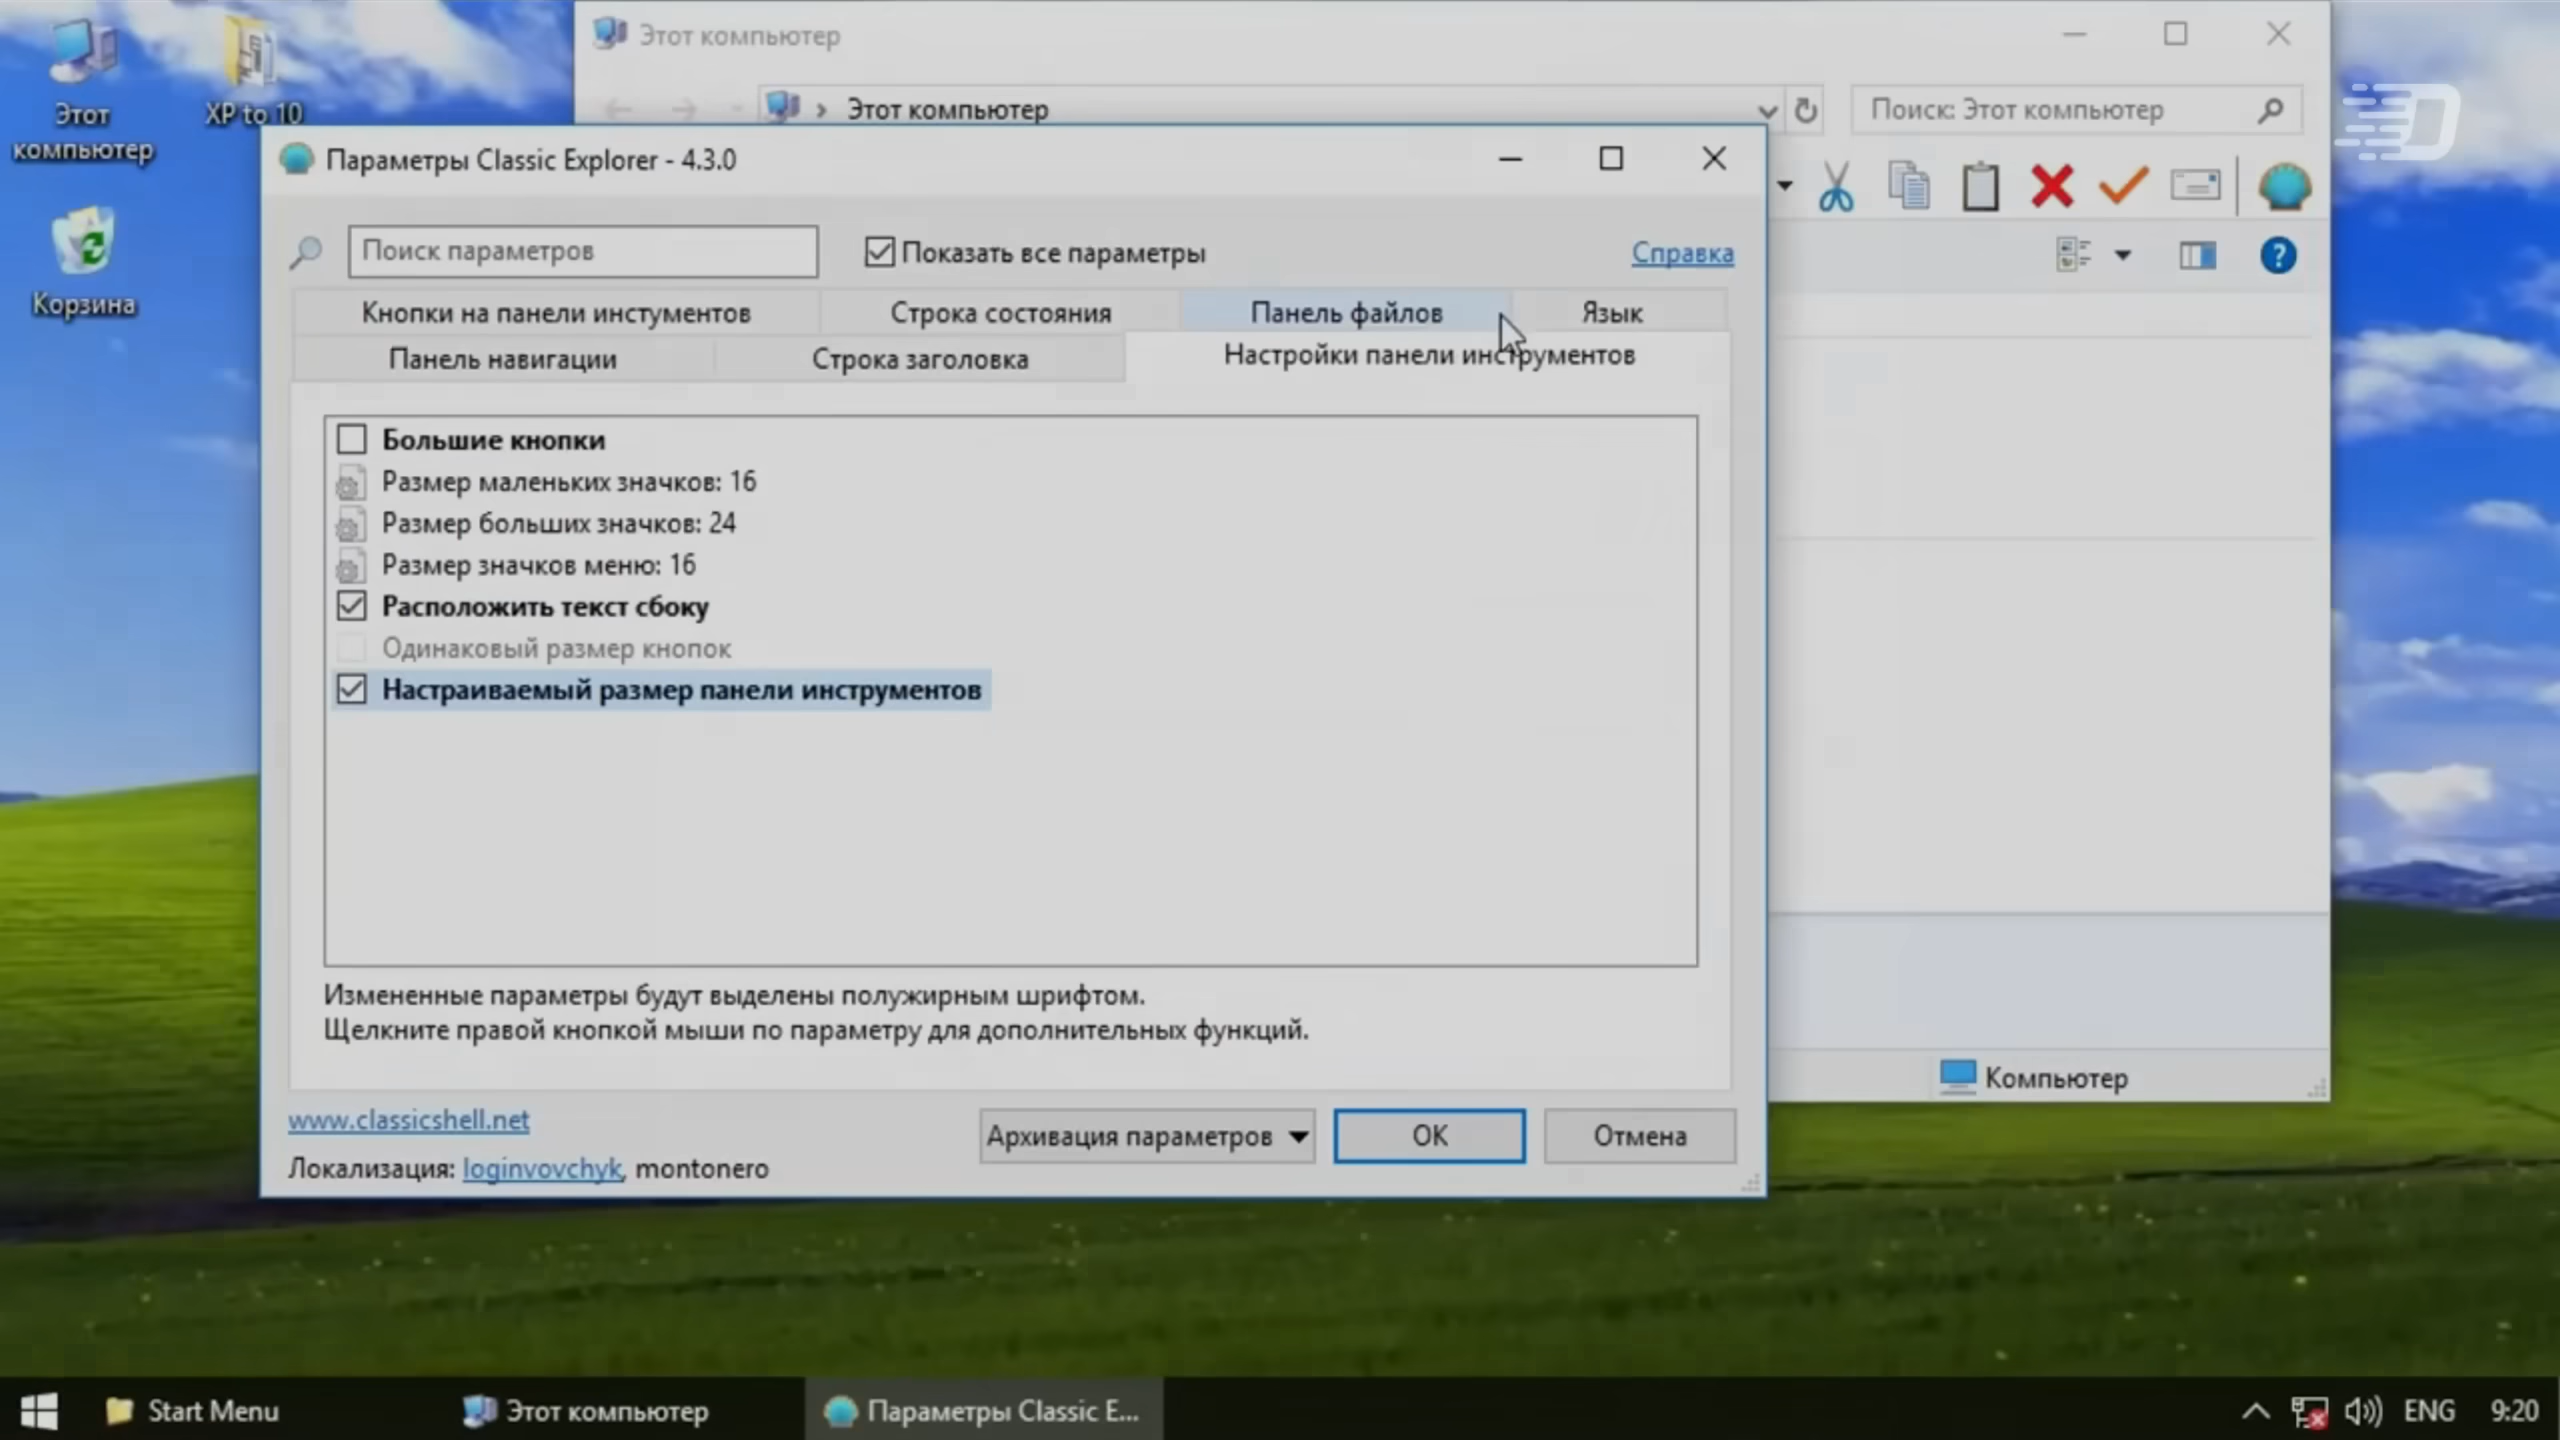 Этот компьютер
XP to 10
Корзина
Этот компьютер
Этот компьютер
Поиск: Этот компьютер
Параметры Classic Explorer - 4.3.0
Поиск параметров
Показать все параметры
Справка
Кнопки на панели инстументов
Строка состояния
Панель файлов
Язык
Панель навигации
Строка заголовка
Настройки панели инструментов
Большие кнопки
Размер маленьких значков: 16
Размер больших значков: 24
Размер значков меню: 16
Расположить текст сбоку
Одинаковый размер кнопок
Настраиваемый размер панели инструментов
Измененные параметры будут выделены полужирным шрифтом.
Щелкните правой кнопкой мыши по параметру для дополнительных функций.
www.classicshell.net
Локализация: loginvovchyk, montonero
Архивация параметров
OK
Отмена
Компьютер
Start Menu
Этот компьютер
Параметры Classic E...
ENG
9:20
D